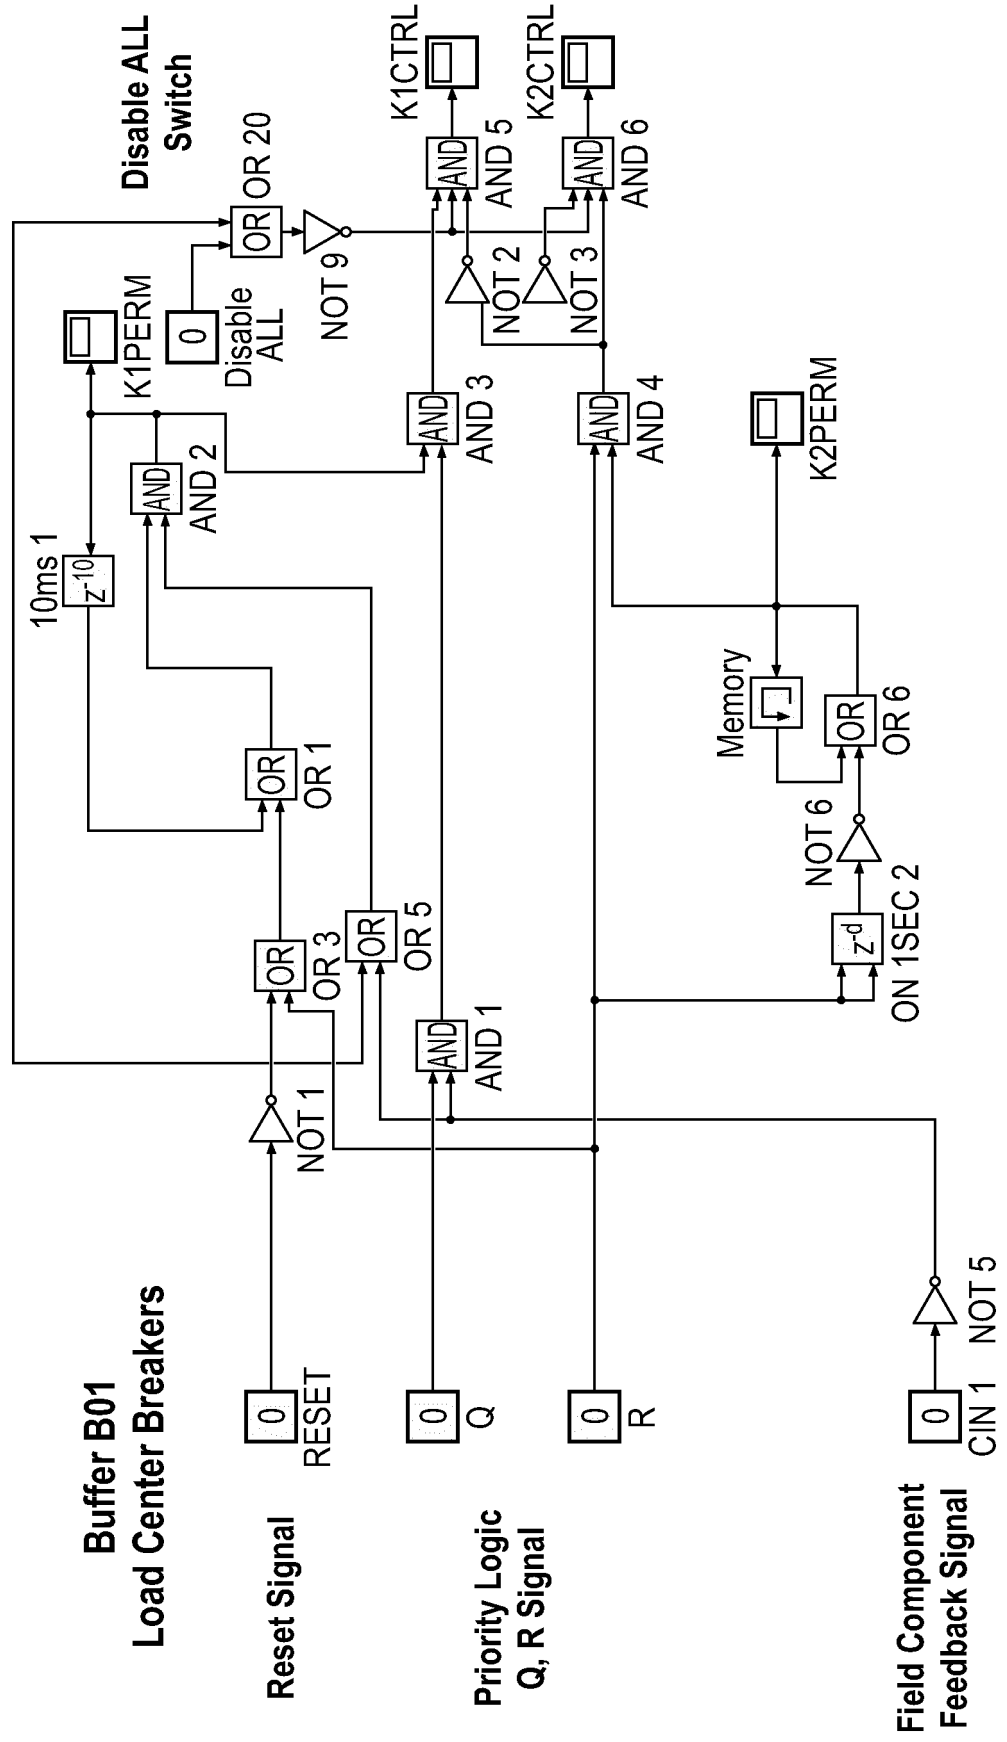 Buffer B01
Load Center Breakers
Disable ALL
Switch
Reset Signal
Priority Logic
Q, R Signal
Field Component
Feedback Signal
0
RESET
0
Q
0
R
0
CIN 1
NOT 1
NOT 5
OR
OR 3
OR
OR 5
AND
AND 1
z-d
ON 1SEC 2
NOT 6
OR
OR 1
OR
OR 6
Memory
10ms 1
z-10
AND
AND 2
K1PERM
0
Disable
ALL
AND
AND 3
AND
AND 4
K2PERM
OR
OR 20
NOT 9
NOT 2
NOT 3
AND
AND 5
AND
AND 6
K1CTRL
K2CTRL